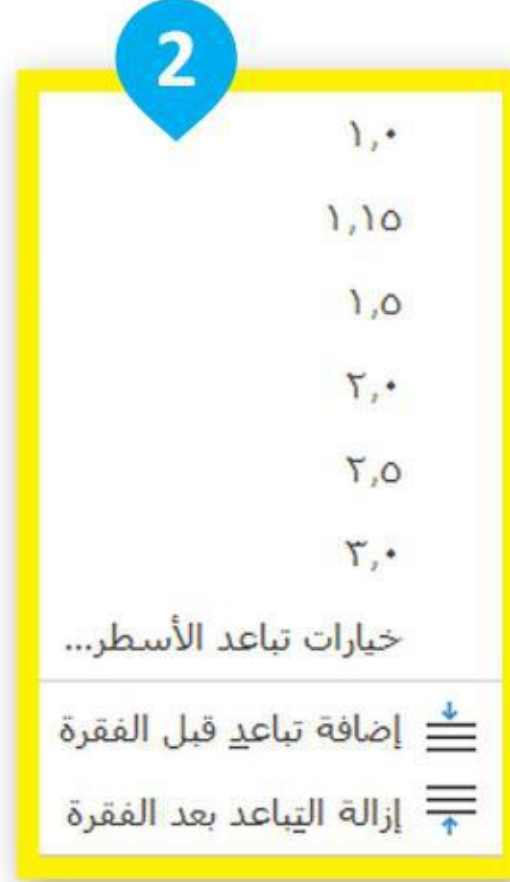 2
١,٠
١,١٥
١,٥
٢,٠
٢,٥
٣,٠
خيارات تباعد الأسطر...
إضافة تباعد قبل الفقرة
إزالة التباعد بعد الفقرة